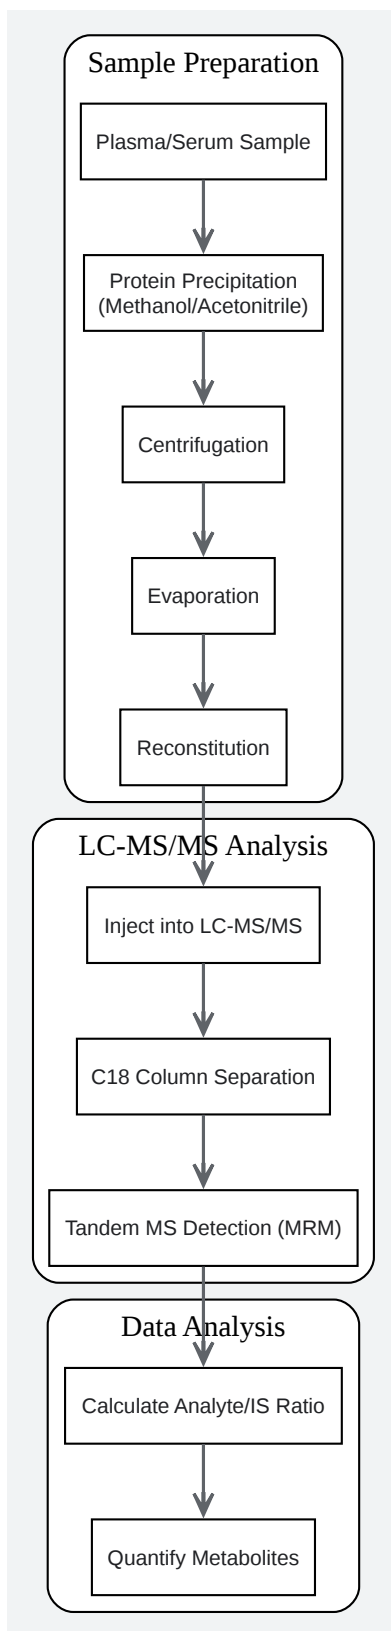 Sample Preparation
Plasma/Serum Sample
Protein Precipitation
(Methanol/Acetonitrile)
Centrifugation
Evaporation
Reconstitution
LC-MS/MS Analysis
Inject into LC-MS/MS
C18 Column Separation
Tandem MS Detection (MRM)
Data Analysis
Calculate Analyte/IS Ratio
Quantify Metabolites